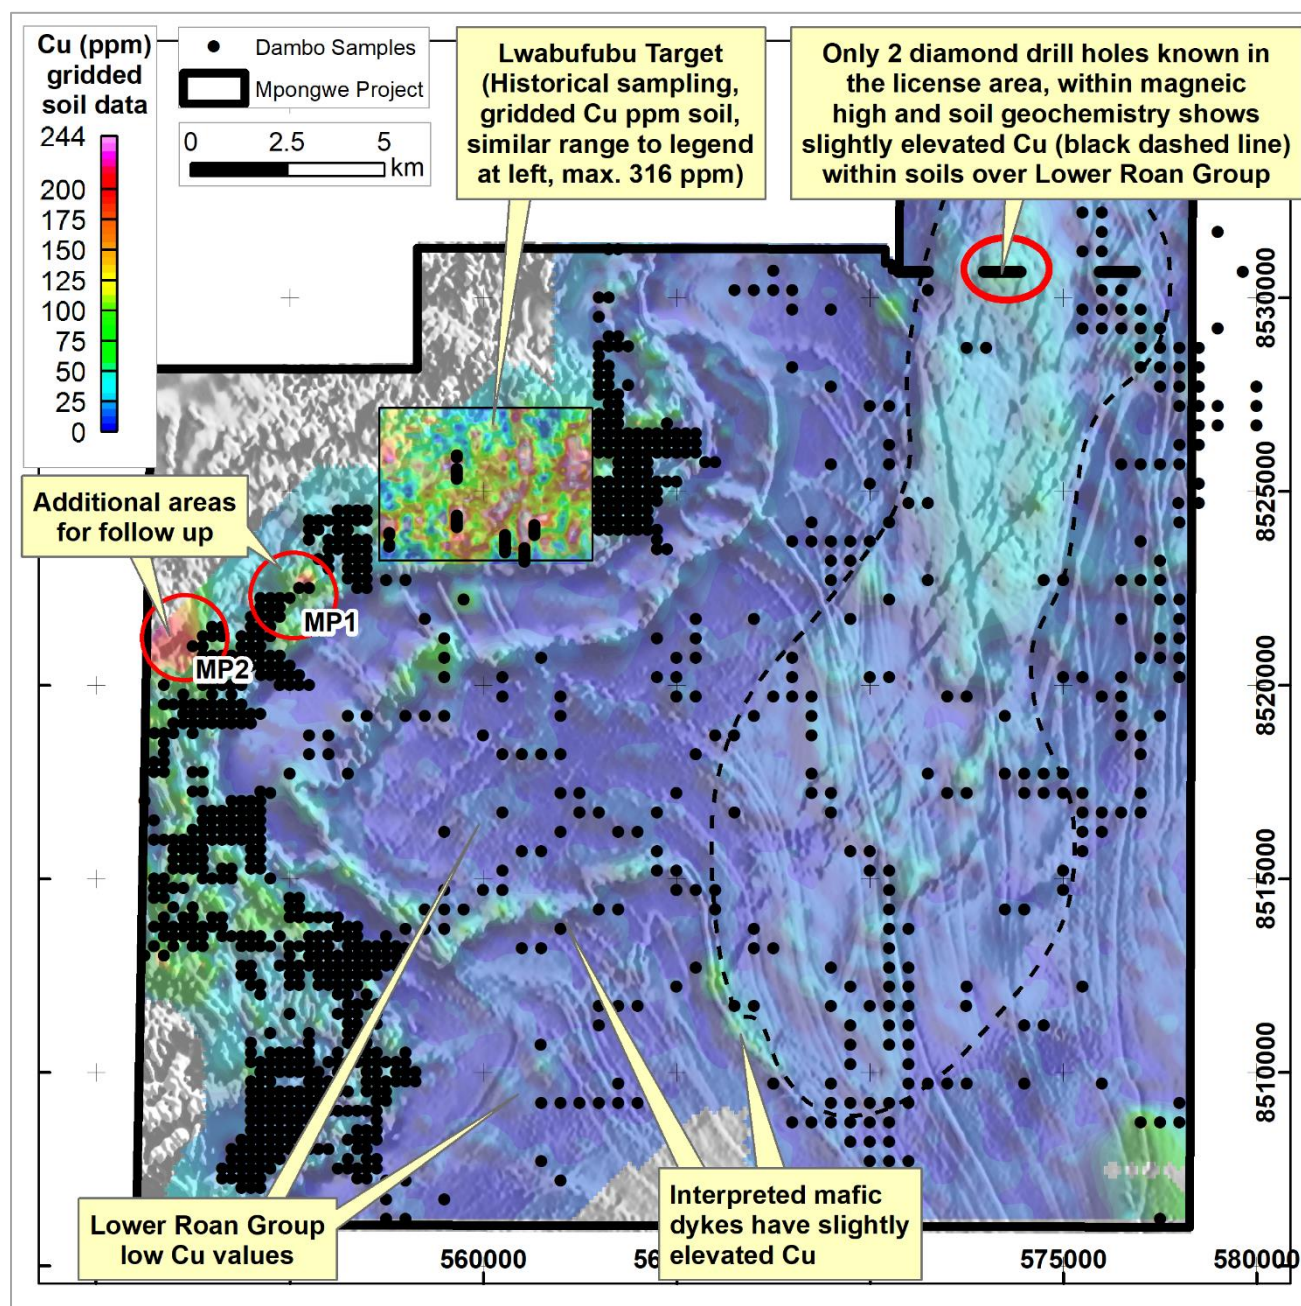 Cu (ppm)
gridded
soil data
244
200
175
150
125
100
75
50
25
0
Dambo Samples
Mpongwe Project
0 2.5 5
km
Lwabufubu Target
(Historical sampling,
gridded Cu ppm soil,
similar range to legend
at left, max. 316 ppm)
Only 2 diamond drill holes known in
the license area, within magneic
high and soil geochemistry shows
slightly elevated Cu (black dashed line)
within soils over Lower Roan Group
Additional areas
for follow up
MP1
MP2
Lower Roan Group
low Cu values
Interpreted mafic
dykes have slightly
elevated Cu
8530000
8525000
8520000
8515000
8510000
560000
575000
580000